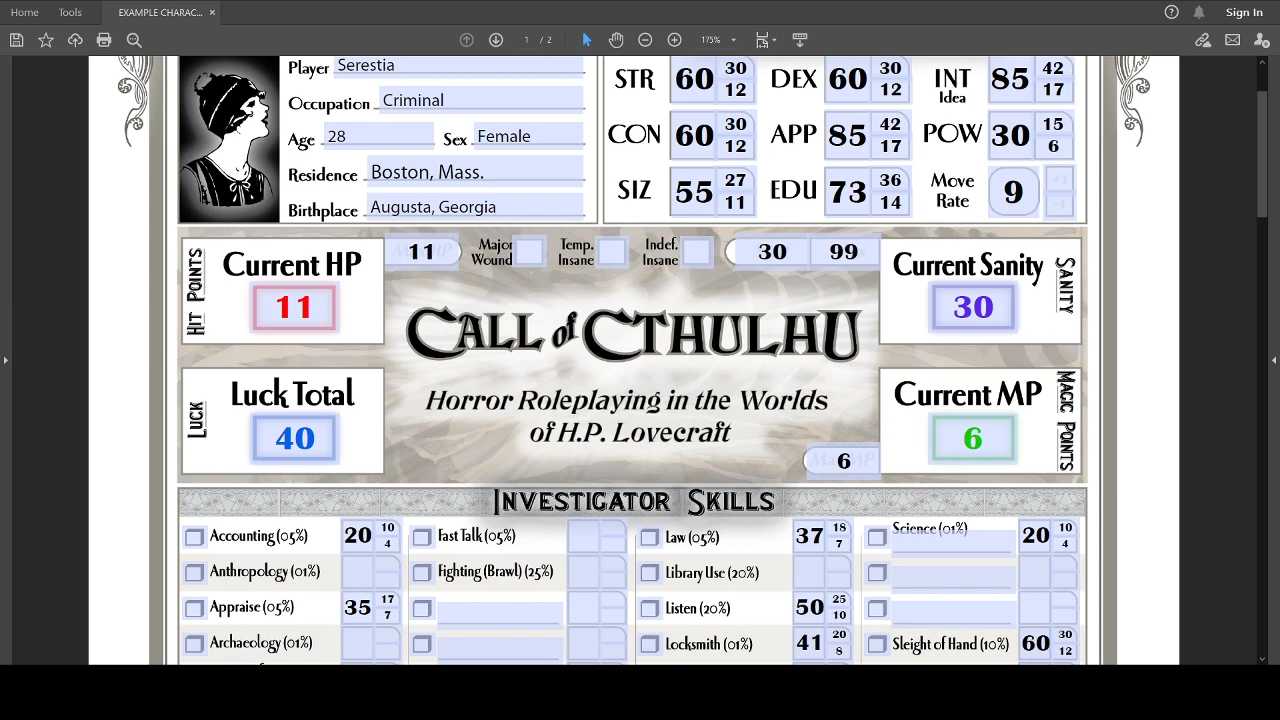 Home Tools EXAMPLE CHARAC... × Sign In
1 / 2 175%
Player Serestia
Occupation Criminal
Age 28 Sex Female
Residence Boston, Mass.
Birthplace Augusta, Georgia
STR 60 30 12 DEX 60 30 12 INT Idea 85 42 17
CON 60 30 12 APP 85 42 17 POW 30 15 6
SIZ 55 27 11 EDU 73 36 14 Move Rate 9 +1 -1
Hit Points
Current HP
11
11 Major Wound Temp. Insane Indef. Insane 30 99
Current Sanity
30
Sanity
CALL of CTHULHU
Horror Roleplaying in the Worlds
of H.P. Lovecraft
Luck
Luck Total
40
Current MP
6
Magic Points
6
Investigator Skills
Accounting (05%) 20 10 4 Fast Talk (05%) Law (05%) 37 18 7 Science (01%) 20 10 4
Anthropology (01%) Fighting (Brawl) (25%) Library Use (20%)
Appraise (05%) 35 17 7 Listen (20%) 50 25 10
Archaeology (01%) Locksmith (01%) 41 20 8 Sleight of Hand (10%) 60 30 12